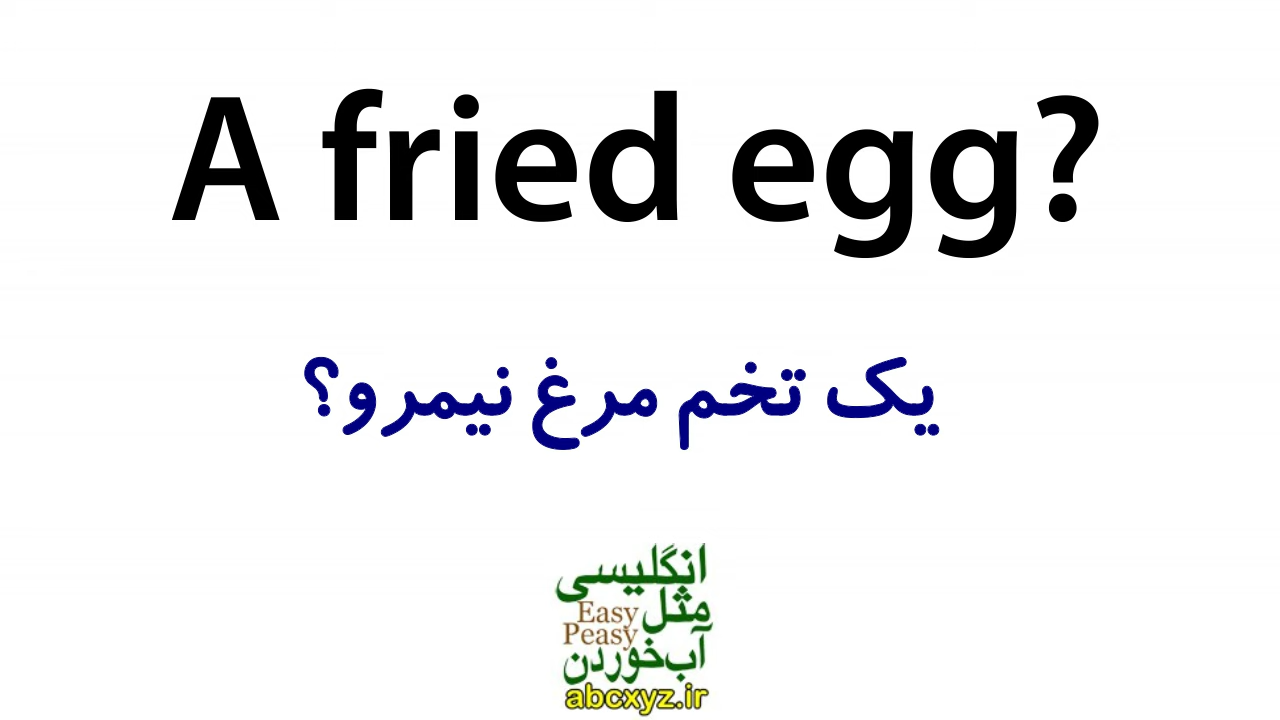 A fried egg?
یک تخم مرغ نیمرو؟
انگلیسی
مثل Easy
Peasy
آب‌خوردن
abcxyz.ir